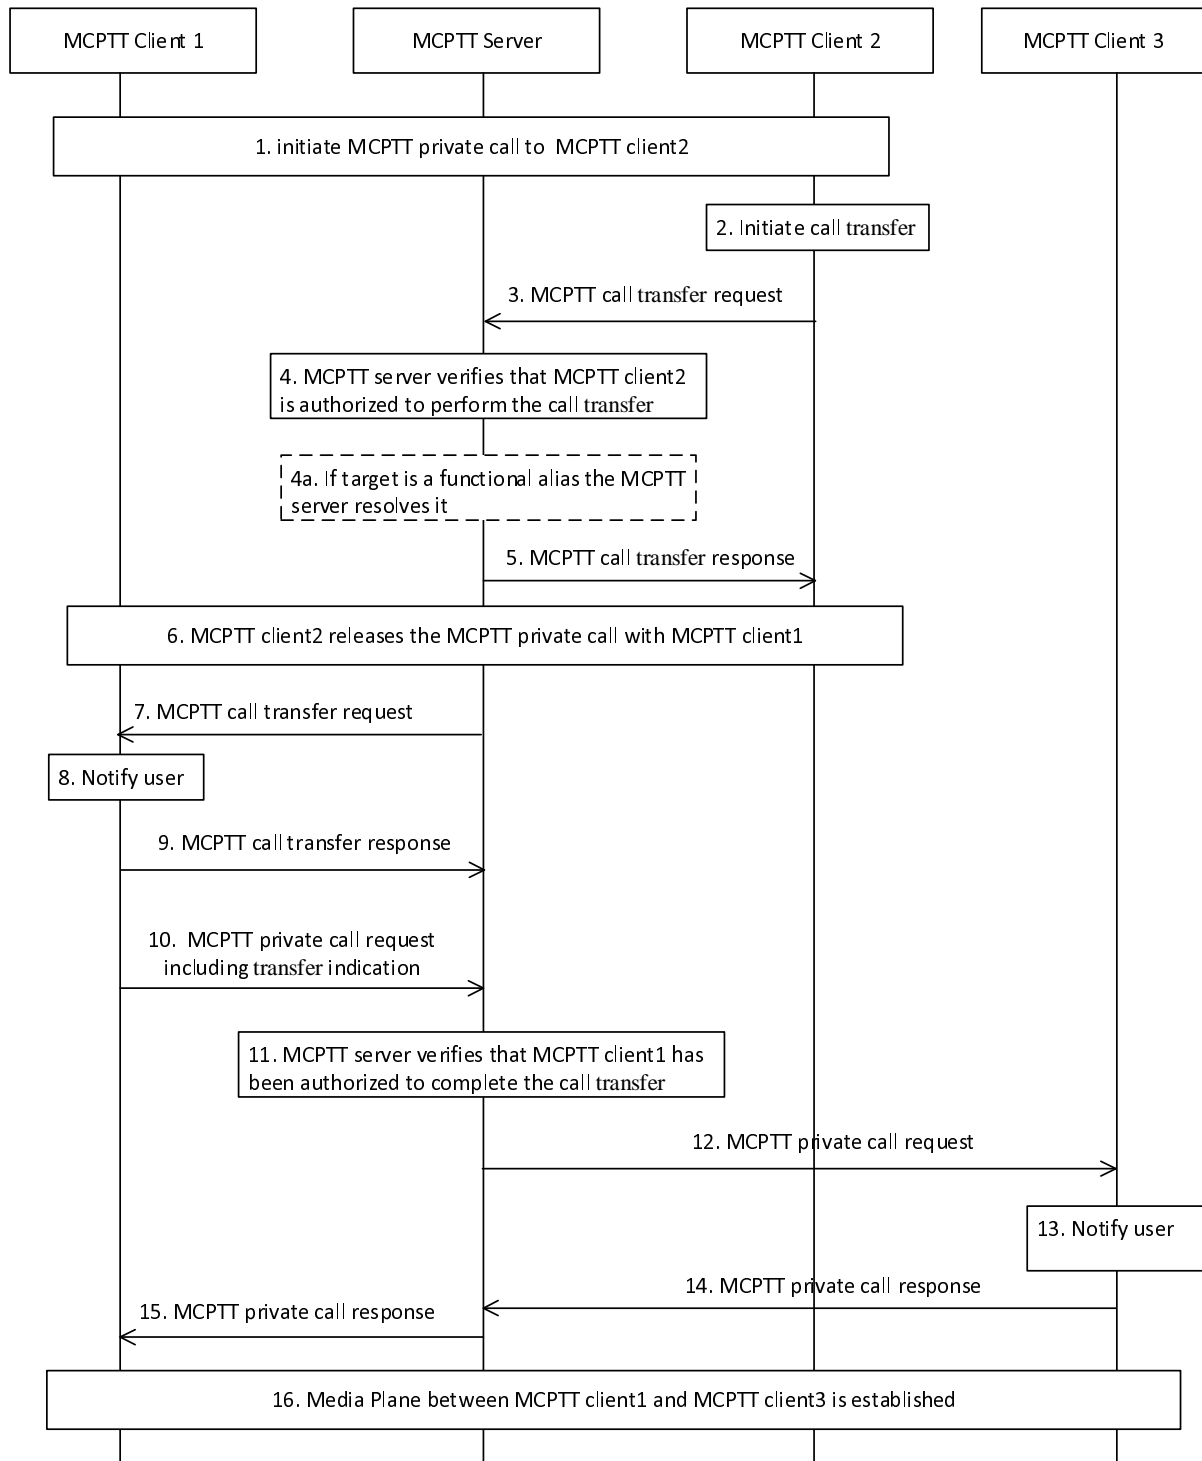 MCPTT Client 1
MCPTT Server
MCPTT Client 2
MCPTT Client 3
1. initiate MCPTT private call to MCPTT client2
2. Initiate call transfer
3. MCPTT call transfer request
4. MCPTT server verifies that MCPTT client2
is authorized to perform the call transfer
4a. If target is a functional alias the MCPTT
server resolves it
5. MCPTT call transfer response
6. MCPTT client2 releases the MCPTT private call with MCPTT client1
7. MCPTT call transfer request
8. Notify user
9. MCPTT call transfer response
10. MCPTT private call request
including transfer indication
11. MCPTT server verifies that MCPTT client1 has
been authorized to complete the call transfer
12. MCPTT private call request
13. Notify user
14. MCPTT private call response
15. MCPTT private call response
16. Media Plane between MCPTT client1 and MCPTT client3 is established